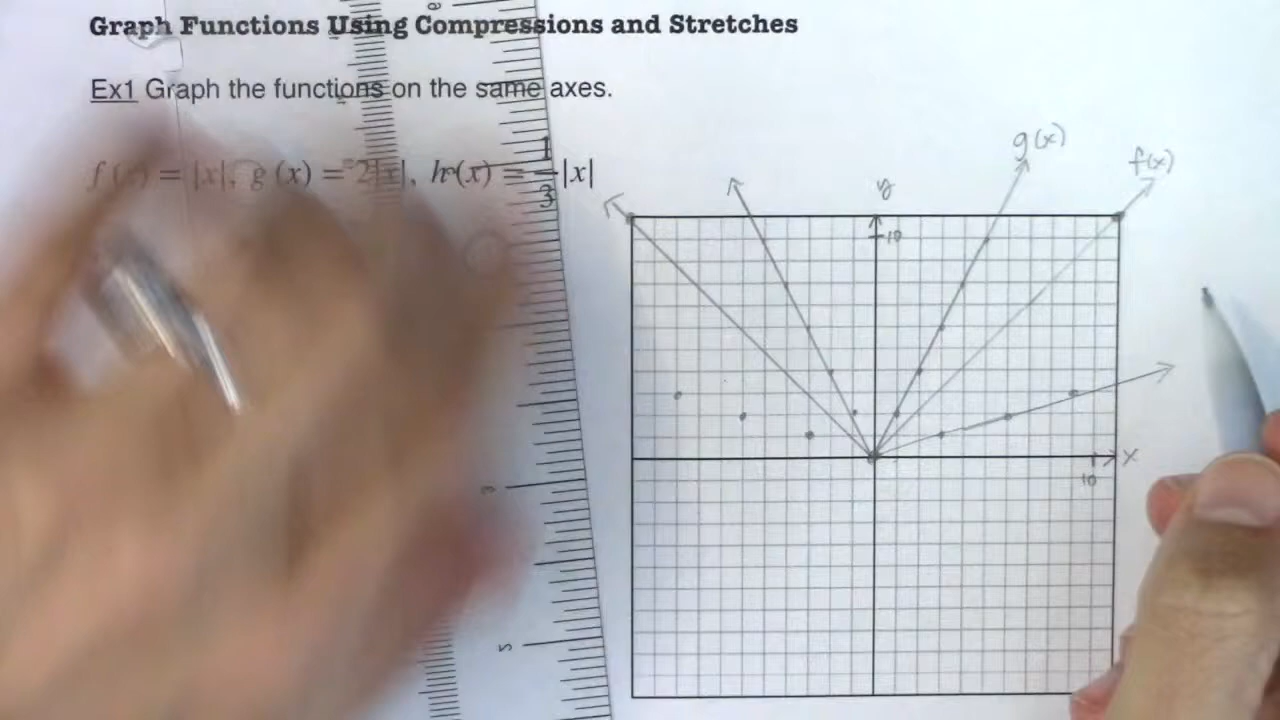 Graph Functions Using Compressions and Stretches
Ex1 Graph the functions on the same axes.
f(x) = |x|, g(x) = 2|x|, h(x) = 1/3|x|
g(x)
f(x)
y
10
x
10
5